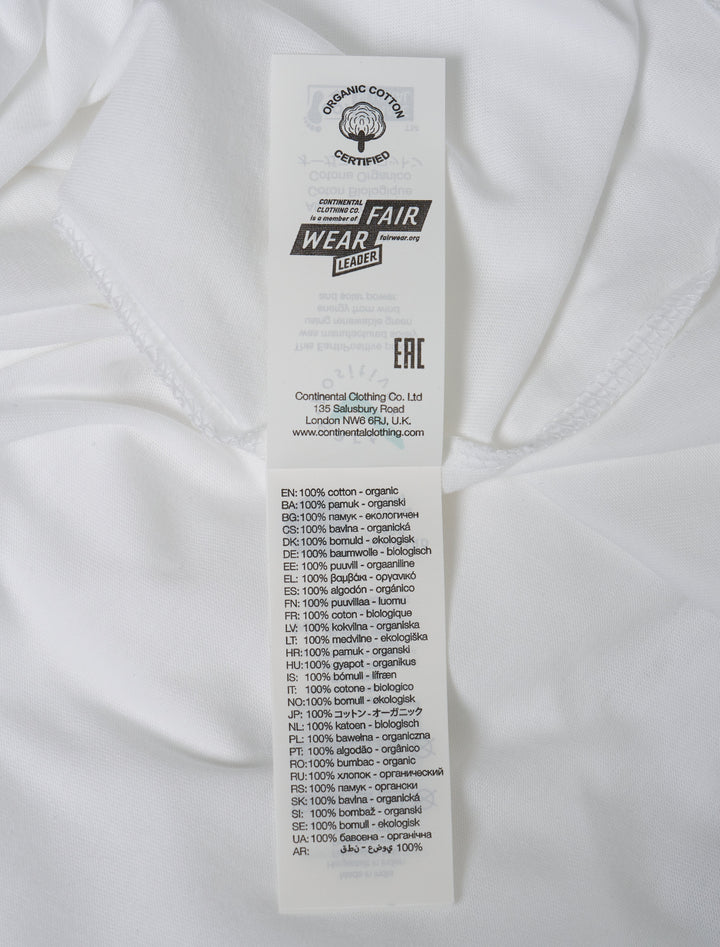 ORGANIC COTTON
CERTIFIED
CONTINENTAL
CLOTHING CO.
is a member of
FAIR
WEAR
fairwear.org
LEADER
EAC
Continental Clothing Co. Ltd
135 Salusbury Road
London NW6 6RJ, U.K.
www.continentalclothing.com
EN: 100% cotton - organic
BA: 100% pamuk - organski
BG: 100% памук - екологичен
CS: 100% bavlna - organická
DK: 100% bomuld - økologisk
DE: 100% baumwolle - biologisch
EE: 100% puuvill - orgaaniline
EL: 100% βαμβάκι - οργανικό
ES: 100% algodón - orgánico
FN: 100% puuvillaa - luomu
FR: 100% coton - biologique
LV: 100% kokvilna - organiska
LT: 100% medvilne - ekologiška
HR: 100% pamuk - organski
HU: 100% gyapot - organikus
IS: 100% bómull - lífræn
IT: 100% cotone - biologico
NO: 100% bomull - økologisk
JP: 100% コットン - オーガニック
NL: 100% katoen - biologisch
PL: 100% bawełna - organiczna
PT: 100% algodão - orgânico
RO: 100% bumbac - organic
RU: 100% хлопок - органический
RS: 100% памук - органски
SK: 100% bavlna - organická
SI: 100% bombaž - organski
SE: 100% bomull - ekologisk
UA: 100% бавовна - органічна
AR: 100% عضوي - قطن